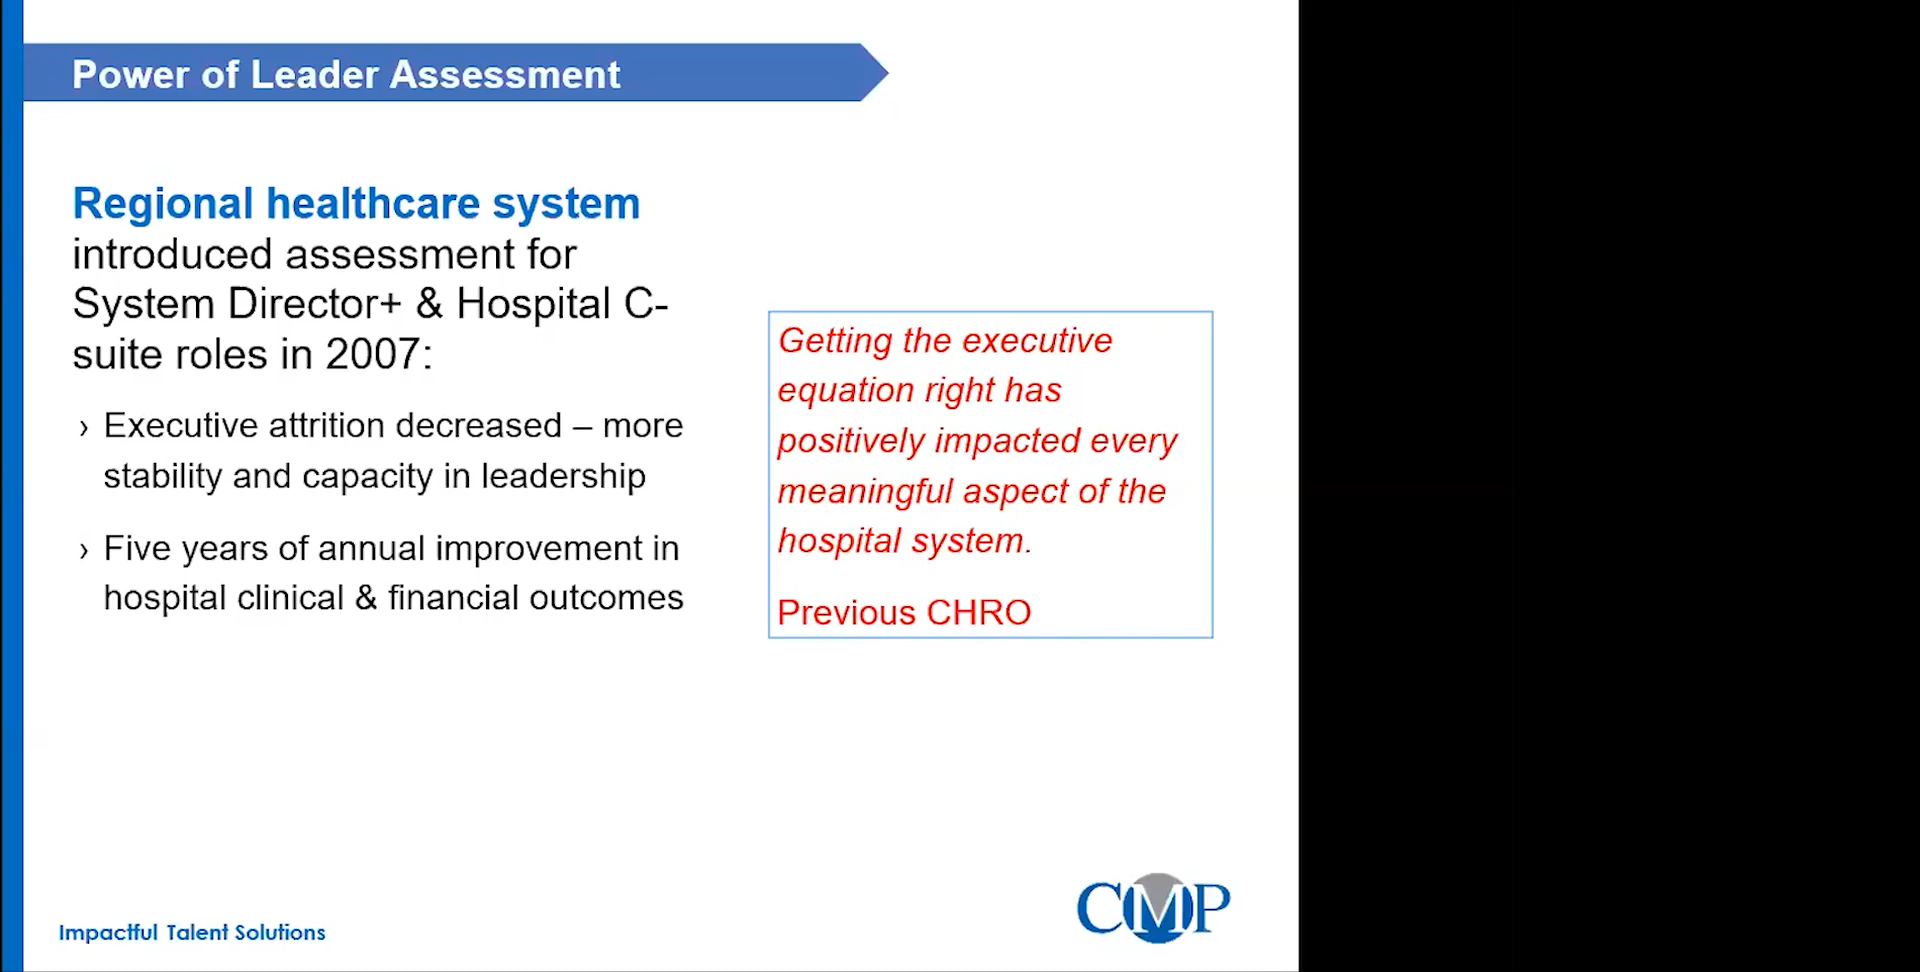 Power of Leader Assessment
Regional healthcare system
introduced assessment for
System Director+ & Hospital C-
suite roles in 2007:
› Executive attrition decreased – more
stability and capacity in leadership
› Five years of annual improvement in
hospital clinical & financial outcomes
Getting the executive
equation right has
positively impacted every
meaningful aspect of the
hospital system.
Previous CHRO
Impactful Talent Solutions
CMP